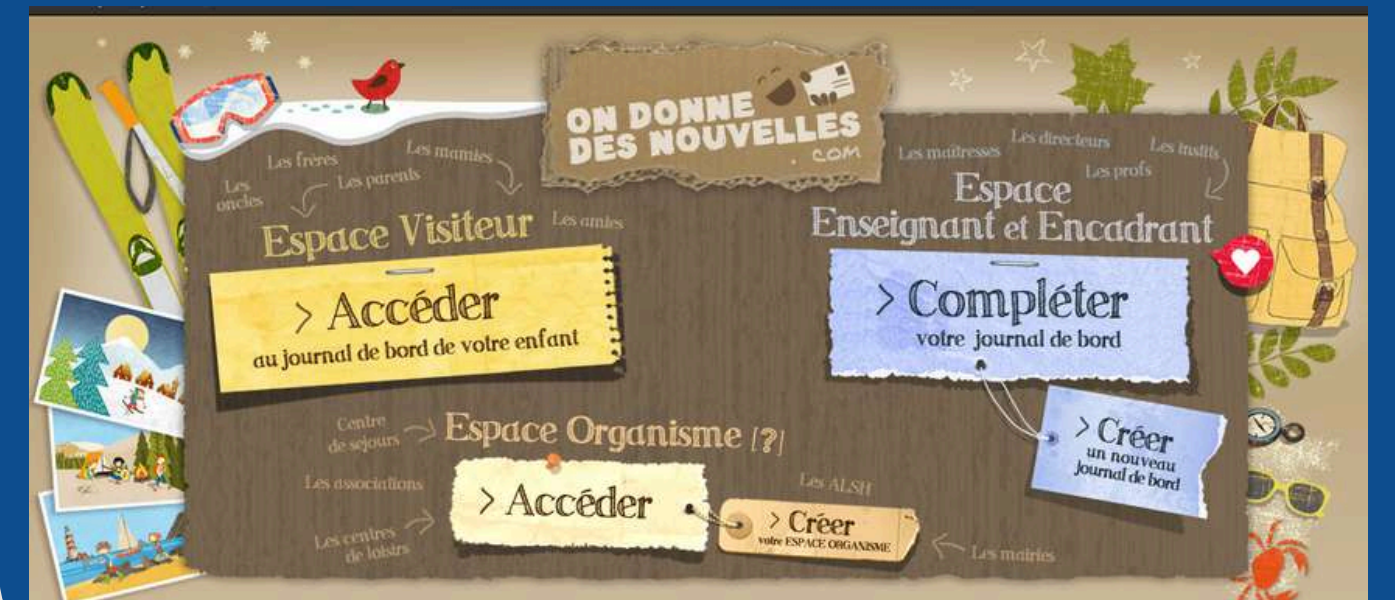 ON DONNE
DES NOUVELLES
. COM
Les frères
Les mamies
Les
oncles
Les parents
Espace Visiteur
Les amies
> Accéder
au journal de bord de votre enfant
Les maîtresses
Les directeurs
Les instits
Les profs
Espace
Enseignant et Encadrant
> Compléter
votre journal de bord
> Créer
un nouveau
journal de bord
Centre
de sejours
Espace Organisme [?]
Les associations
> Accéder
Les ALSH
> Créer
votre ESPACE ORGANISME
Les centres
de loisirs
Les mairies